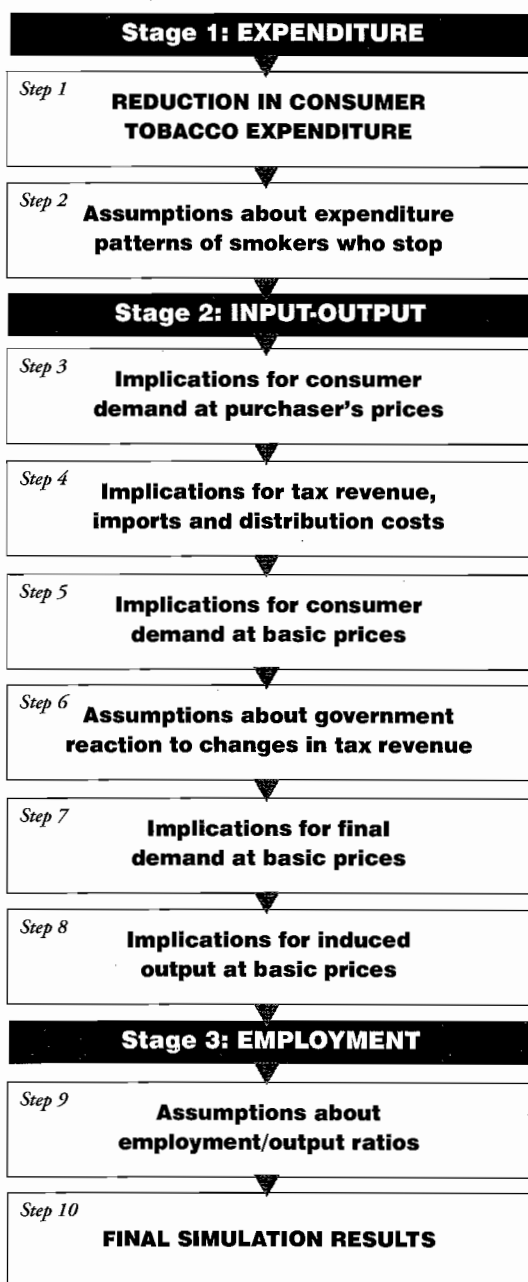 Stage 1: EXPENDITURE
Step 1
REDUCTION IN CONSUMER
TOBACCO EXPENDITURE
Step 2
Assumptions about expenditure
patterns of smokers who stop
Stage 2: INPUT-OUTPUT
Step 3
Implications for consumer
demand at purchaser's prices
Step 4
Implications for tax revenue,
imports and distribution costs
Step 5
Implications for consumer
demand at basic prices
Step 6
Assumptions about government
reaction to changes in tax revenue
Step 7
Implications for final
demand at basic prices
Step 8
Implications for induced
output at basic prices
Stage 3: EMPLOYMENT
Step 9
Assumptions about
employment/output ratios
Step 10
FINAL SIMULATION RESULTS